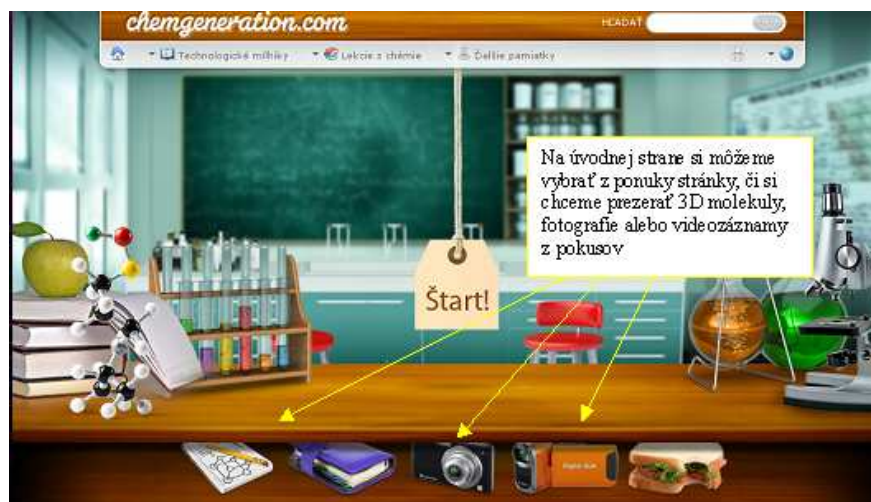 chemgeneration.com
HĽADAŤ
Technologické míľniky
Lekcie z chémie
Ďalšie pamiatky
Na úvodnej strane si môžeme
vybrať z ponuky stránky, či si
chceme prezerať 3D molekuly,
fotografie alebo videozáznamy
z pokusov
Štart!